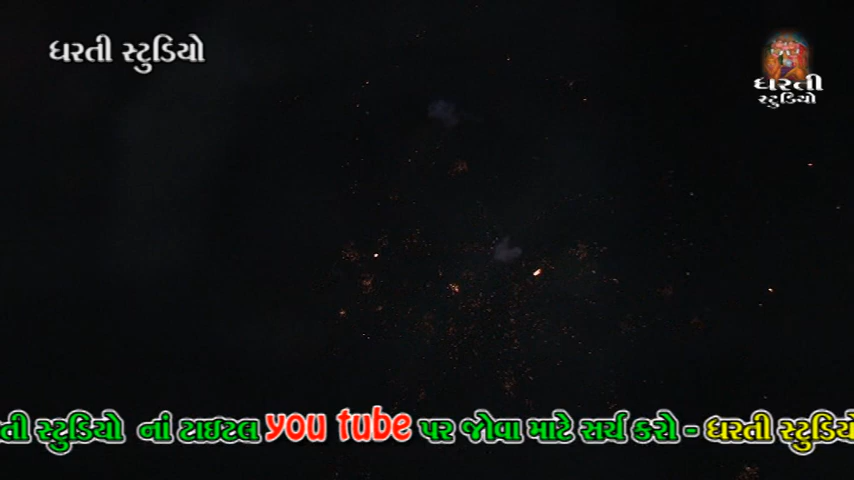 ધરતી સ્ટુડિયો
ધરતી
સ્ટુડિયો
તી સ્ટુડિયો નાં ટાઇટલ you tube પર જોવા માટે સર્ચ કરો - ધરતી સ્ટુડિયો